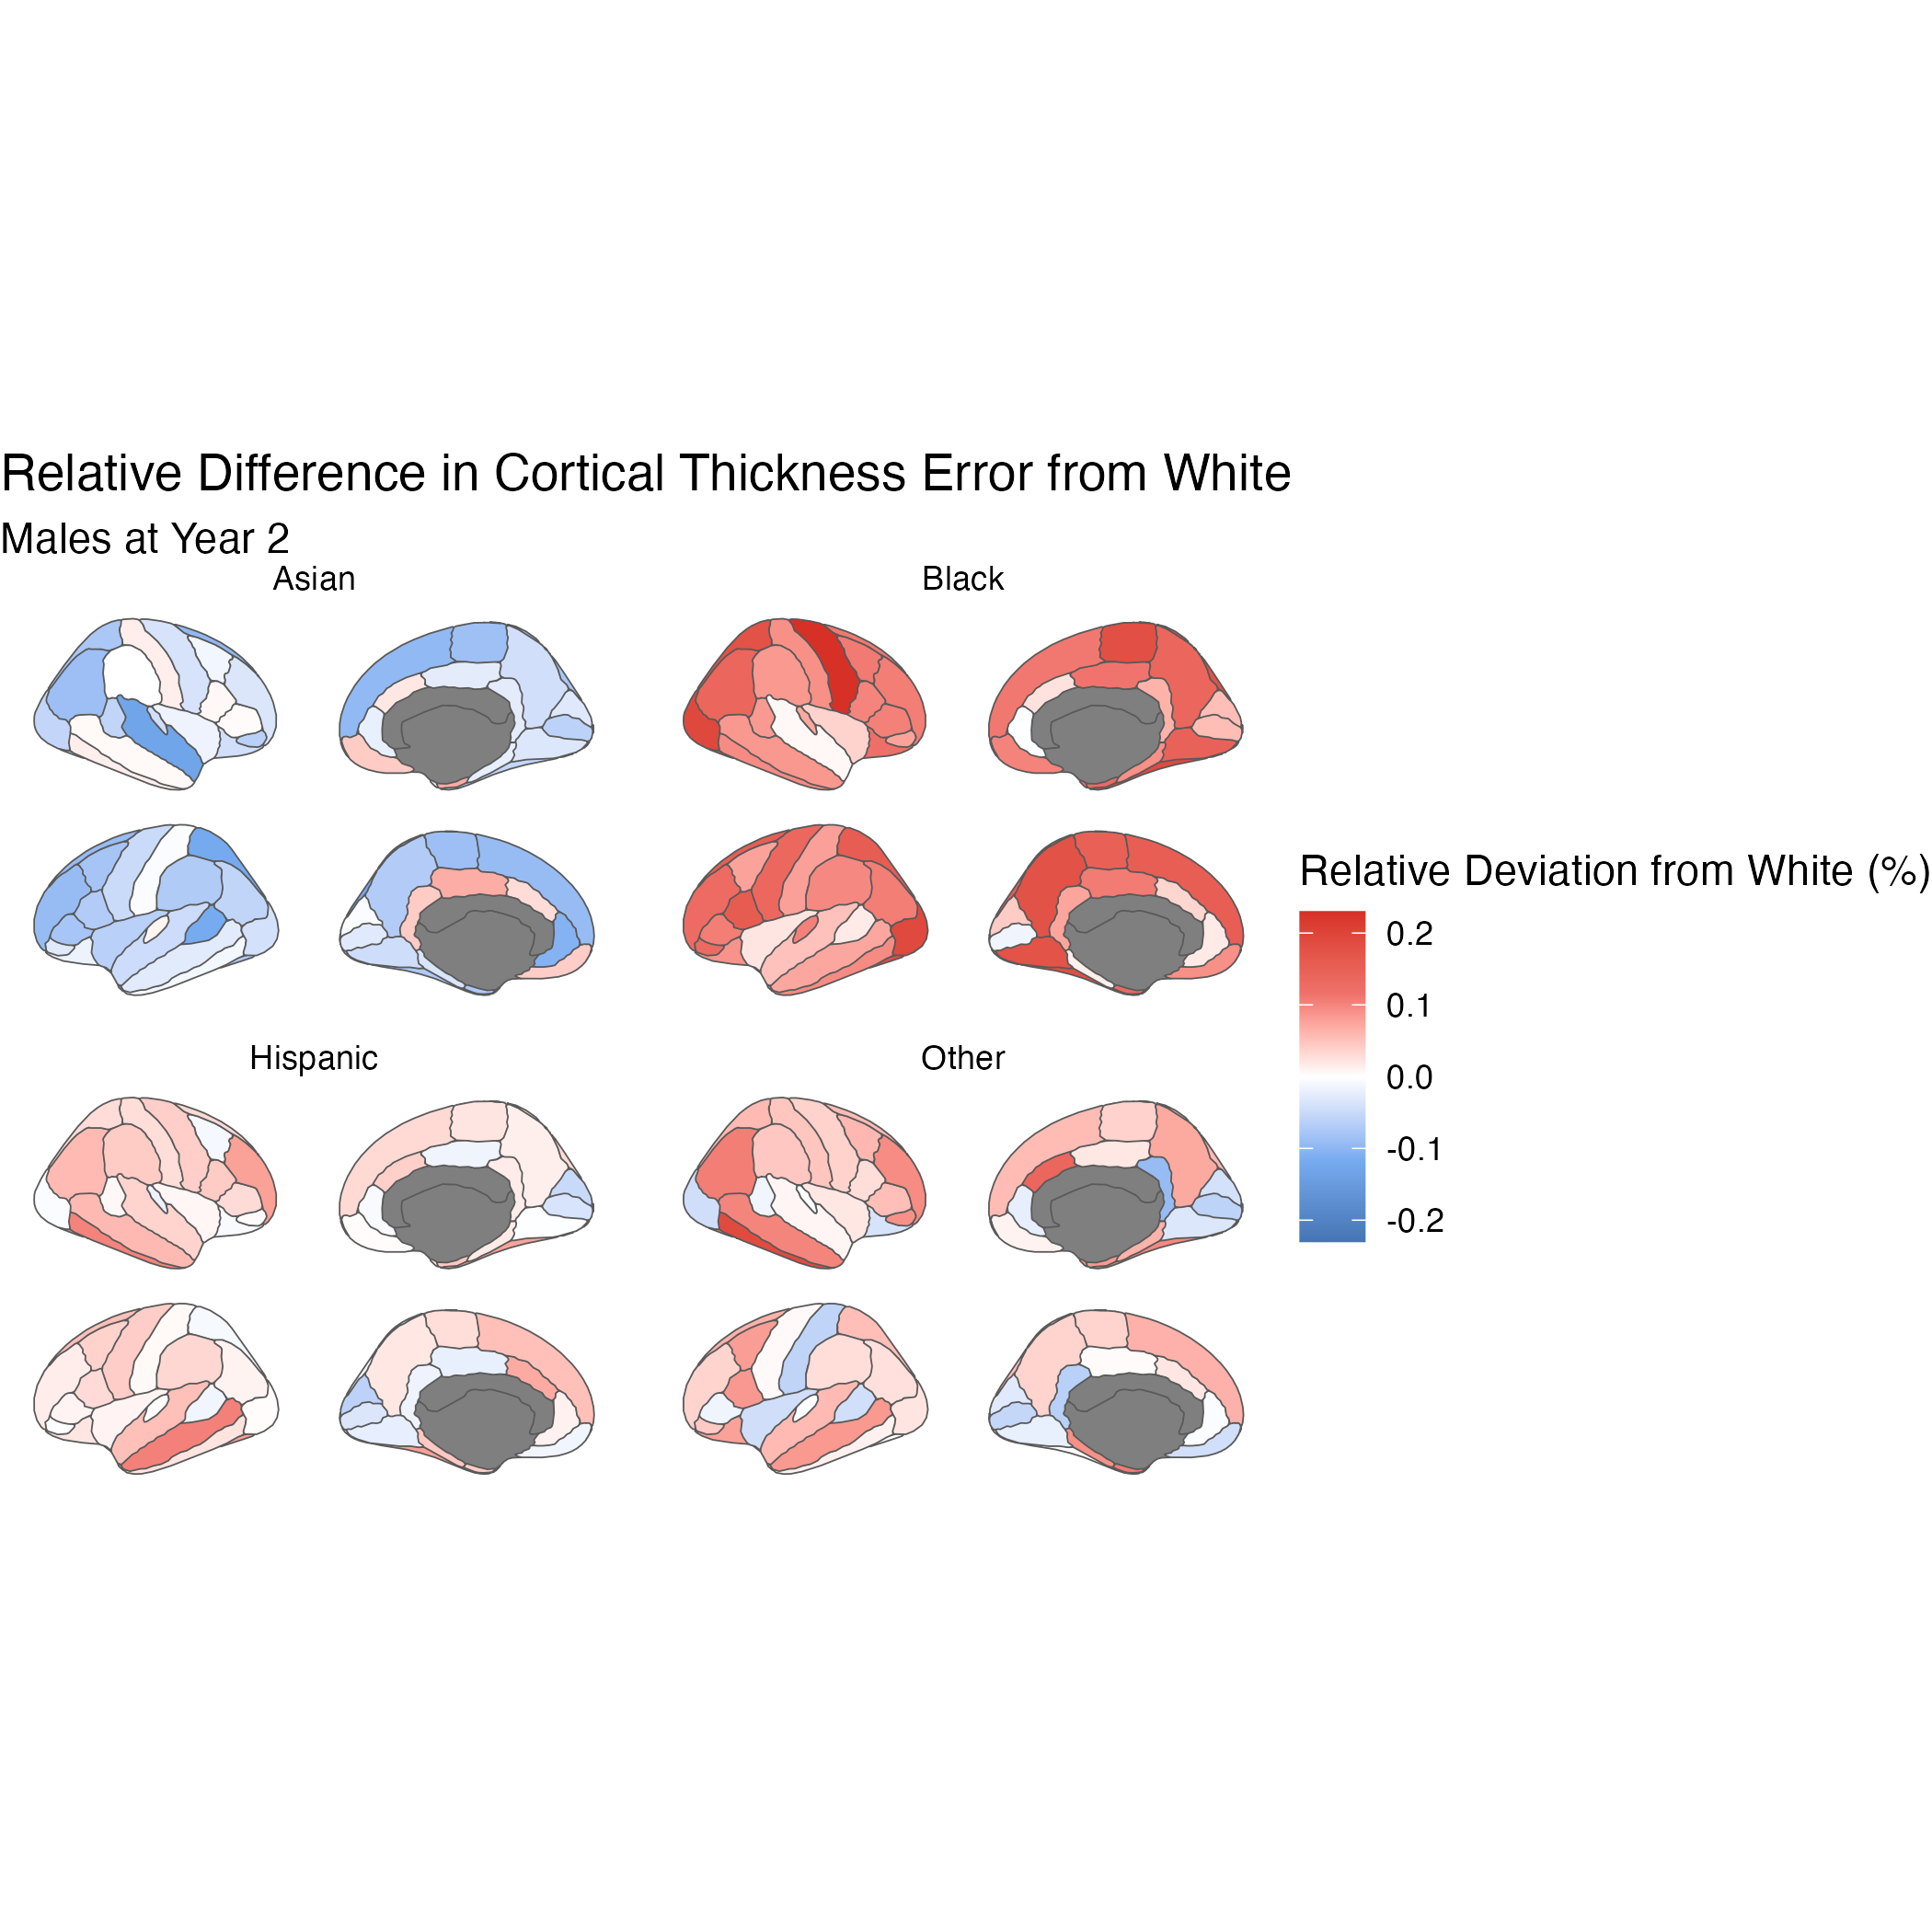 Relative Difference in Cortical Thickness Error from White
Males at Year 2
Asian
Black
Hispanic
Other
Relative Deviation from White (%)
0.2
0.1
0.0
-0.1
-0.2